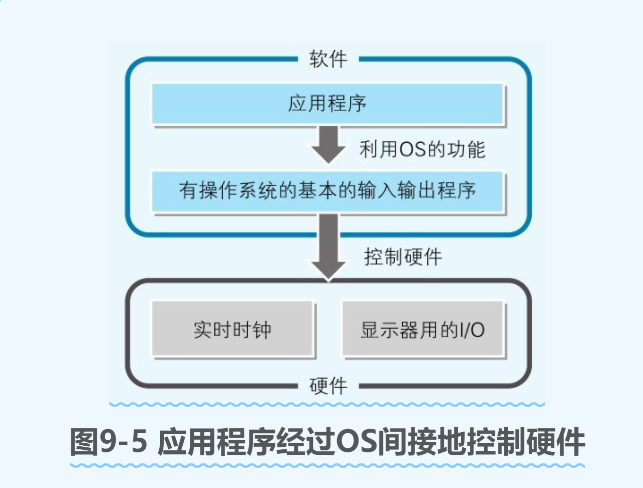 软件
应用程序
利用OS的功能
有操作系统的基本的输入输出程序
控制硬件
实时时钟
显示器用的I/O
硬件
图9-5 应用程序经过OS间接地控制硬件